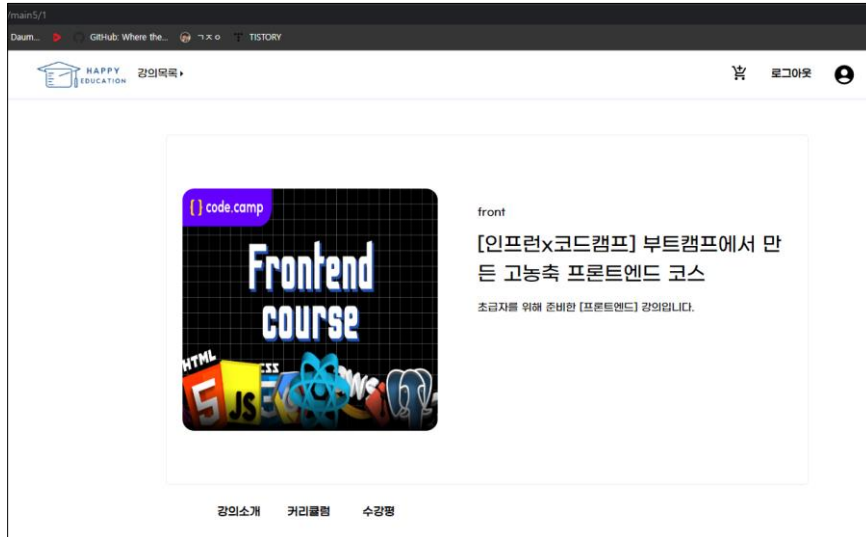 /main5/1
Daum...
GitHub: Where the...
ㄱㅈㅇ
TISTORY
HAPPY
EDUCATION
강의목록
로그아웃
{ } code.camp
Frontend
course
HTML
5
JS
CSS
front
[인프런x코드캠프] 부트캠프에서 만
든 고농축 프론트엔드 코스
초급자를 위해 준비한 [프론트엔드] 강의입니다.
강의소개 커리큘럼 수강평